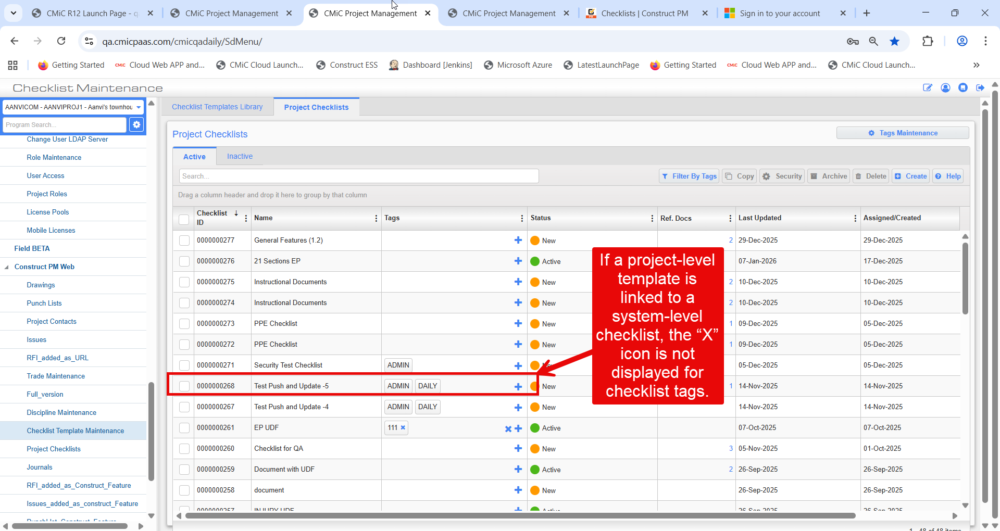 CMiC R12 Launch Page - q
CMiC Project Management
CMiC Project Management
CMiC Project Management
Checklists | Construct PM
Sign in to your account
qa.cmicpaas.com/cmicqadaily/SdMenu/
Getting Started
CMiC Cloud Web APP and...
CMiC Cloud Launch...
Construct ESS
Dashboard [Jenkins]
Microsoft Azure
LatestLaunchPage
Getting Started
CMiC Cloud Web APP and...
CMiC Cloud Launch...
Checklist Maintenance
AANVICOM - AANVIPROJ1 - Aanvi's townhou
Program Search...
Change User LDAP Server
Role Maintenance
User Access
Project Roles
License Pools
Mobile Licenses
Field BETA
Construct PM Web
Drawings
Punch Lists
Project Contacts
Issues
RFI_added_as_URL
Trade Maintenance
Full_version
Discipline Maintenance
Checklist Template Maintenance
Project Checklists
Journals
RFI_added_as_Construct_Feature
Issues_added_as_construct_Feature
Checklist Templates Library
Project Checklists
Project Checklists
Tags Maintenance
Active
Inactive
Search...
Filter By Tags
Copy
Security
Archive
Delete
Create
Help
Drag a column header and drop it here to group by that column
Checklist ID
Name
Tags
Status
Ref. Docs
Last Updated
Assigned/Created
0000000277 General Features (1.2) New 2 29-Dec-2025 29-Dec-2025
0000000276 21 Sections EP Active 07-Jan-2026 17-Dec-2025
0000000275 Instructional Documents New 2 10-Dec-2025 10-Dec-2025
0000000274 Instructional Documents New 2 10-Dec-2025 10-Dec-2025
0000000273 PPE Checklist New 1 09-Dec-2025 05-Dec-2025
0000000272 PPE Checklist New 1 09-Dec-2025 05-Dec-2025
0000000271 Security Test Checklist ADMIN New 05-Dec-2025 05-Dec-2025
0000000268 Test Push and Update -5 ADMIN DAILY New 1 14-Nov-2025 14-Nov-2025
0000000267 Test Push and Update -4 ADMIN DAILY New 14-Nov-2025 14-Nov-2025
0000000261 EP UDF 111 Active 07-Oct-2025 07-Oct-2025
0000000260 Checklist for QA New 3 05-Nov-2025 01-Oct-2025
0000000259 Document with UDF Active 2 26-Sep-2025 26-Sep-2025
0000000258 document New 26-Sep-2025 26-Sep-2025
If a project-level
template is
linked to a
system-level
checklist, the “X”
icon is not
displayed for
checklist tags.
1 - 48 of 48 items